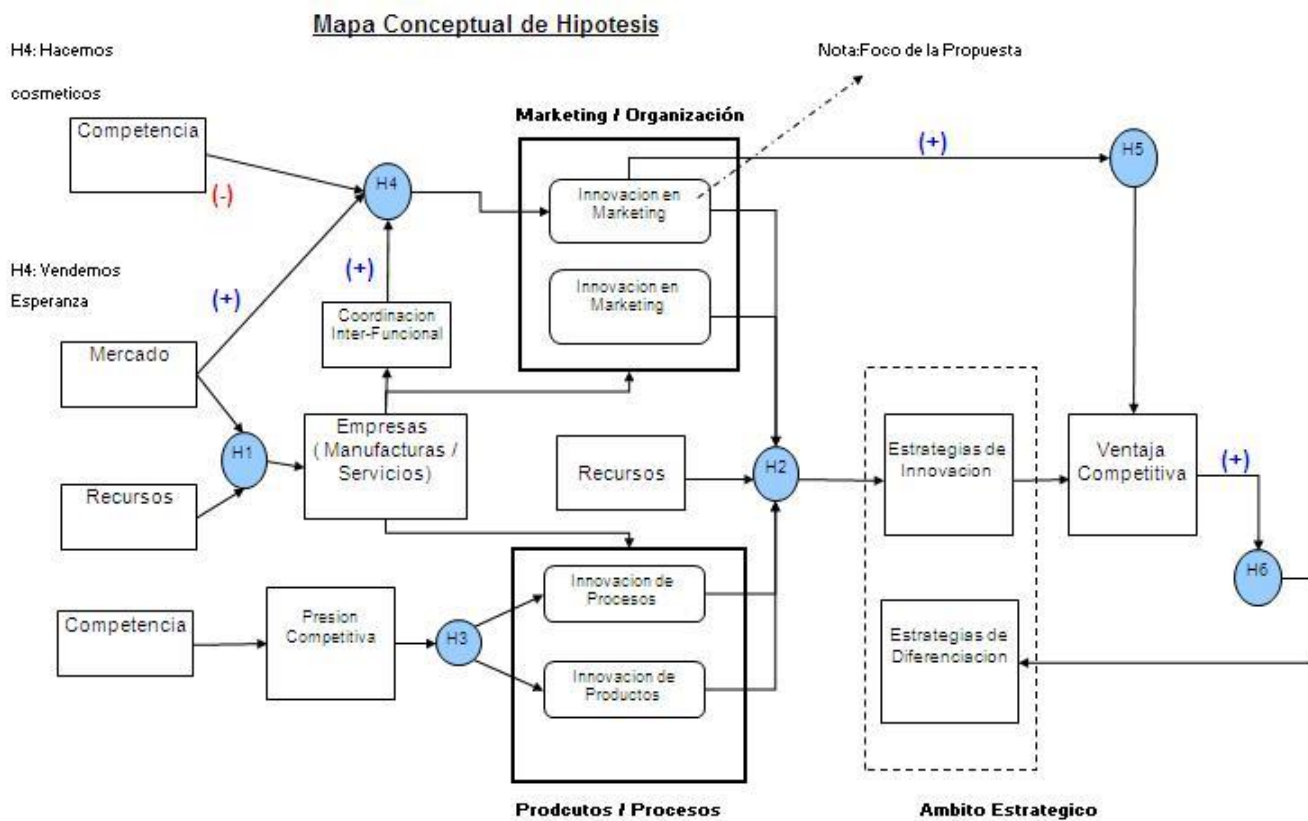 Mapa Conceptual de Hipotesis
H4: Hacemos
cosmeticos
Nota:Foco de la Propuesta
Marketing / Organización
Competencia
(-)
H4
(+)
H5
Innovacion en
Marketing
H4: Vendemos
Esperanza
(+)
(+)
Innovacion en
Marketing
Coordinacion
Inter-Funcional
Mercado
H1
Empresas
( Manufacturas /
Servicios)
Recursos
Recursos
H2
Estrategias de
Innovacion
Ventaja
Competitiva
(+)
H6
Competencia
Presion
Competitiva
H3
Innovacion de
Procesos
Innovacion de
Productos
Estrategias de
Diferenciacion
Prodcutos / Procesos
Ambito Estrategico